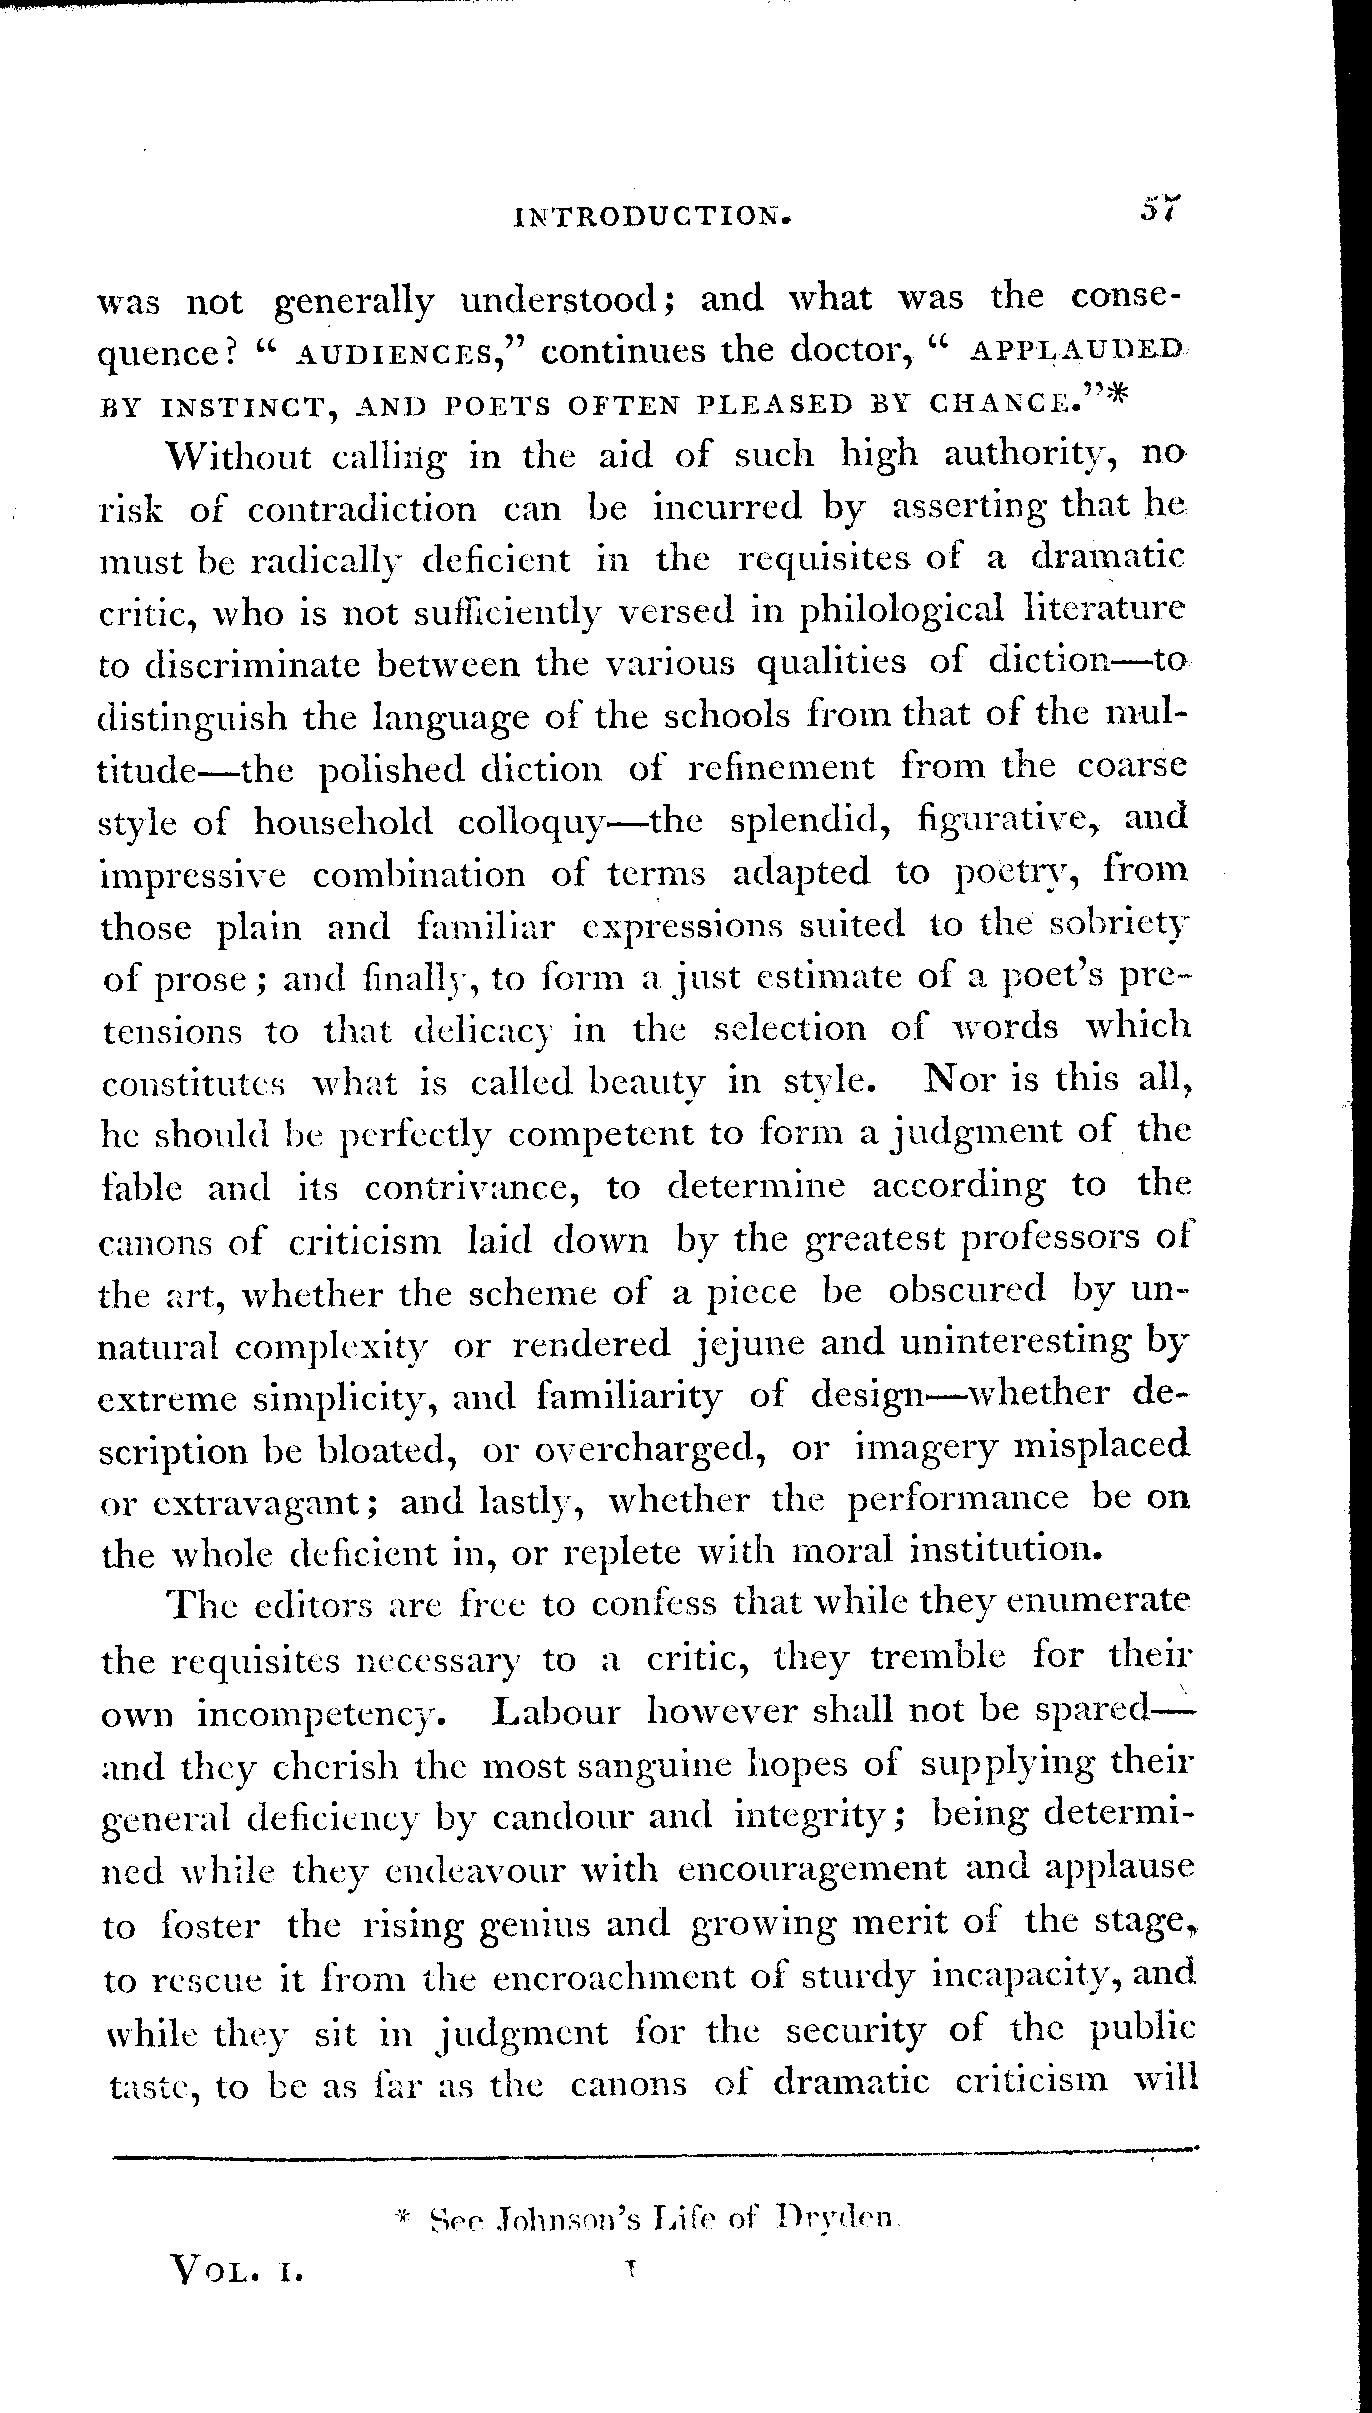 INTRODUCTION. 57
was not generally understood; and what was the conse-
quence? “ AUDIENCES,” continues the doctor, “ APPLAUDED
BY INSTINCT, AND POETS OFTEN PLEASED BY CHANCE.”*
Without calling in the aid of such high authority, no
risk of contradiction can be incurred by asserting that he
must be radically deficient in the requisites of a dramatic
critic, who is not sufficiently versed in philological literature
to discriminate between the various qualities of diction—to
distinguish the language of the schools from that of the mul-
titude—the polished diction of refinement from the coarse
style of household colloquy—the splendid, figurative, and
impressive combination of terms adapted to poetry, from
those plain and familiar expressions suited to the sobriety
of prose; and finally, to form a just estimate of a poet's pre-
tensions to that delicacy in the selection of words which
constitutes what is called beauty in style. Nor is this all,
he should be perfectly competent to form a judgment of the
fable and its contrivance, to determine according to the
canons of criticism laid down by the greatest professors of
the art, whether the scheme of a piece be obscured by un-
natural complexity or rendered jejune and uninteresting by
extreme simplicity, and familiarity of design—whether de-
scription be bloated, or overcharged, or imagery misplaced
or extravagant; and lastly, whether the performance be on
the whole deficient in, or replete with moral institution.
The editors are free to confess that while they enumerate
the requisites necessary to a critic, they tremble for their
own incompetency. Labour however shall not be spared—
and they cherish the most sanguine hopes of supplying their
general deficiency by candour and integrity; being determi-
ned while they endeavour with encouragement and applause
to foster the rising genius and growing merit of the stage,
to rescue it from the encroachment of sturdy incapacity, and
while they sit in judgment for the security of the public
taste, to be as far as the canons of dramatic criticism will
* See Johnson's Life of Dryden.
VOL. I. I